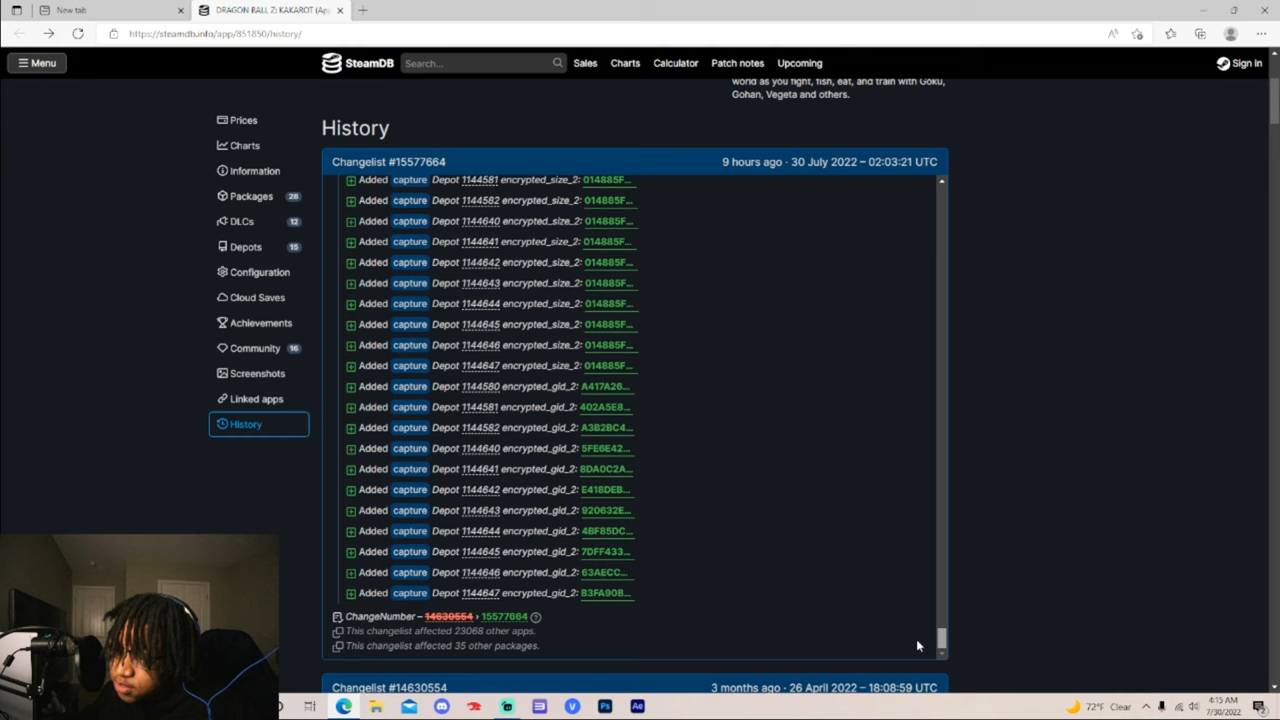 New tab
DRAGON BALL Z: KAKAROT (Ap
https://steamdb.info/app/851850/history/
Menu
SteamDB
Search...
Sales
Charts
Calculator
Patch notes
Upcoming
Sign in
world as you fight, fish, eat, and train with Goku,
Gohan, Vegeta and others.
Prices
Charts
Information
Packages 28
DLCs 12
Depots 15
Configuration
Cloud Saves
Achievements
Community 16
Screenshots
Linked apps
History
History
Changelist #15577664 9 hours ago · 30 July 2022 – 02:03:21 UTC
Added capture Depot 1144581 encrypted_size_2: 014885F...
Added capture Depot 1144582 encrypted_size_2: 014885F...
Added capture Depot 1144640 encrypted_size_2: 014885F...
Added capture Depot 1144641 encrypted_size_2: 014885F...
Added capture Depot 1144642 encrypted_size_2: 014885F...
Added capture Depot 1144643 encrypted_size_2: 014885F...
Added capture Depot 1144644 encrypted_size_2: 014885F...
Added capture Depot 1144645 encrypted_size_2: 014885F...
Added capture Depot 1144646 encrypted_size_2: 014885F...
Added capture Depot 1144647 encrypted_size_2: 014885F...
Added capture Depot 1144580 encrypted_gid_2: A417A26...
Added capture Depot 1144581 encrypted_gid_2: 402A5E8...
Added capture Depot 1144582 encrypted_gid_2: A3B2BC4...
Added capture Depot 1144640 encrypted_gid_2: 5FE6E42...
Added capture Depot 1144641 encrypted_gid_2: 8DA0C2A...
Added capture Depot 1144642 encrypted_gid_2: E418DEB...
Added capture Depot 1144643 encrypted_gid_2: 920632E...
Added capture Depot 1144644 encrypted_gid_2: 4BF85DC...
Added capture Depot 1144645 encrypted_gid_2: 7DFF433...
Added capture Depot 1144646 encrypted_gid_2: 63AECC...
Added capture Depot 1144647 encrypted_gid_2: B3FA90B...
ChangeNumber – 14630554 › 15577664
This changelist affected 23068 other apps.
This changelist affected 35 other packages.
Changelist #14630554 3 months ago · 26 April 2022 – 18:08:59 UTC
72°F Clear
4:15 AM
7/30/2022